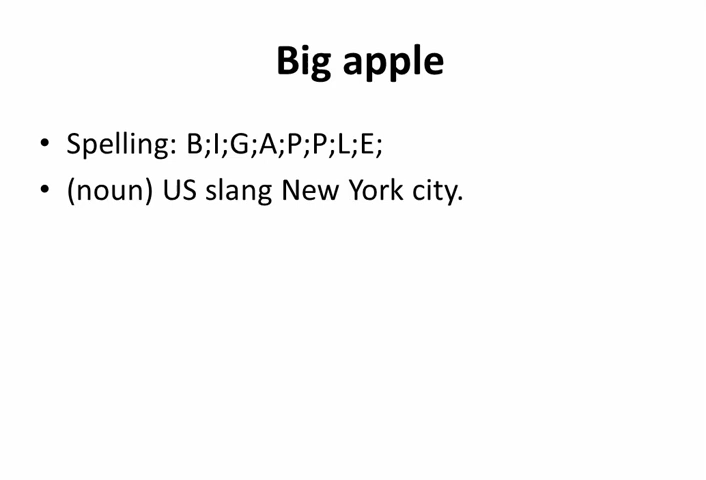 Big apple
• Spelling: B;I;G;A;P;P;L;E;
• (noun) US slang New York city.